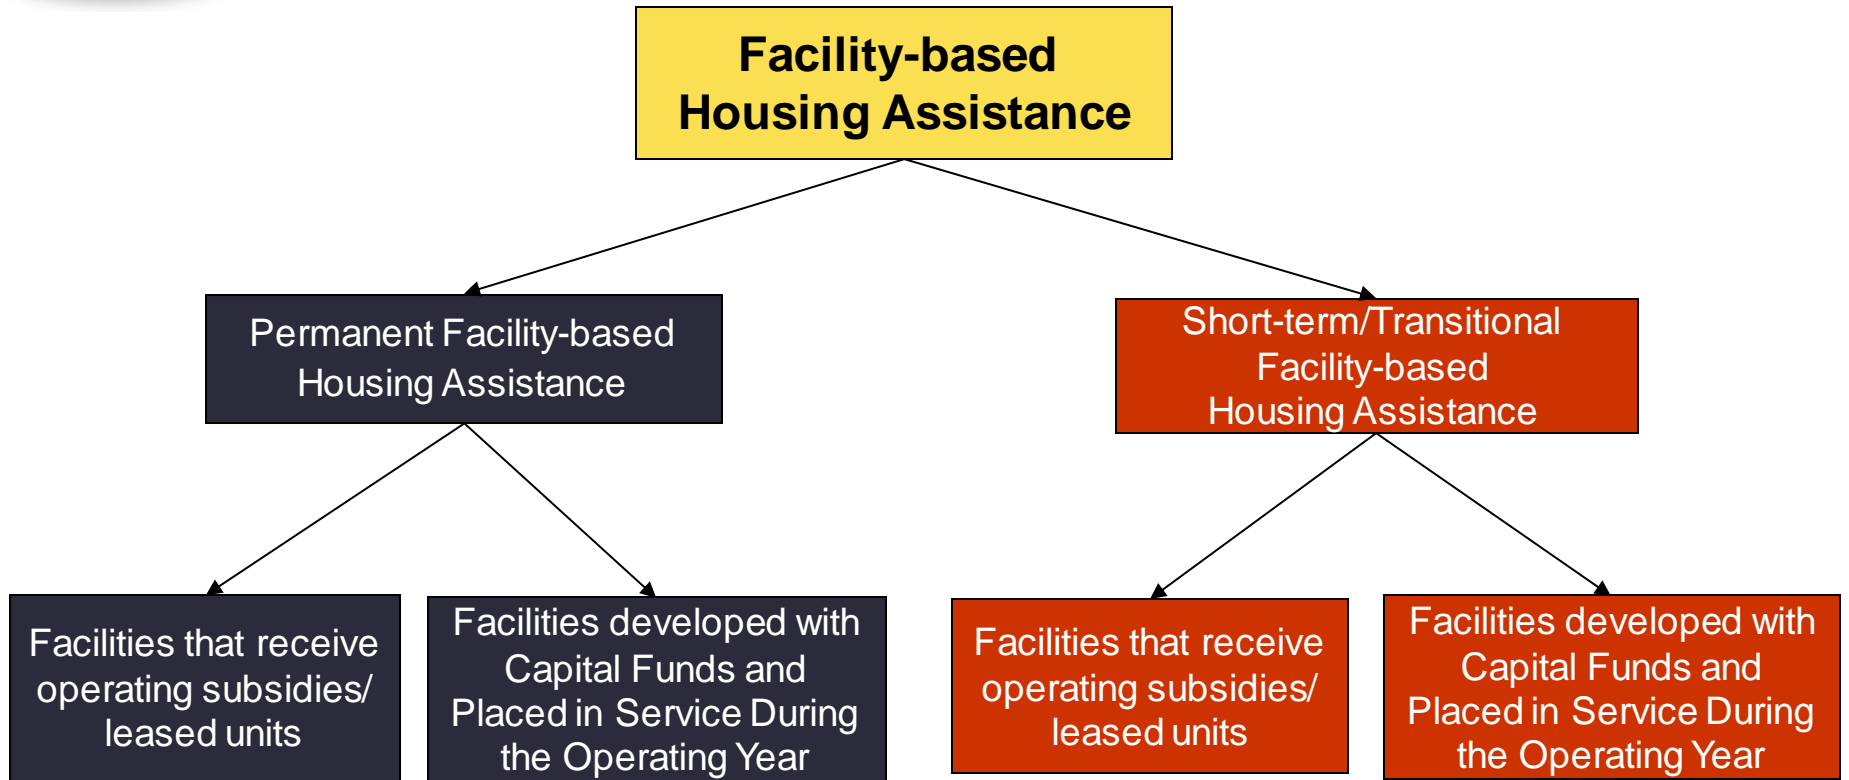 Facility-based
Housing Assistance
Permanent Facility-based
Housing Assistance
Short-term/Transitional
Facility-based
Housing Assistance
Facilities that receive
operating subsidies/
leased units
Facilities developed with
Capital Funds and
Placed in Service During
the Operating Year
Facilities that receive
operating subsidies/
leased units
Facilities developed with
Capital Funds and
Placed in Service During
the Operating Year